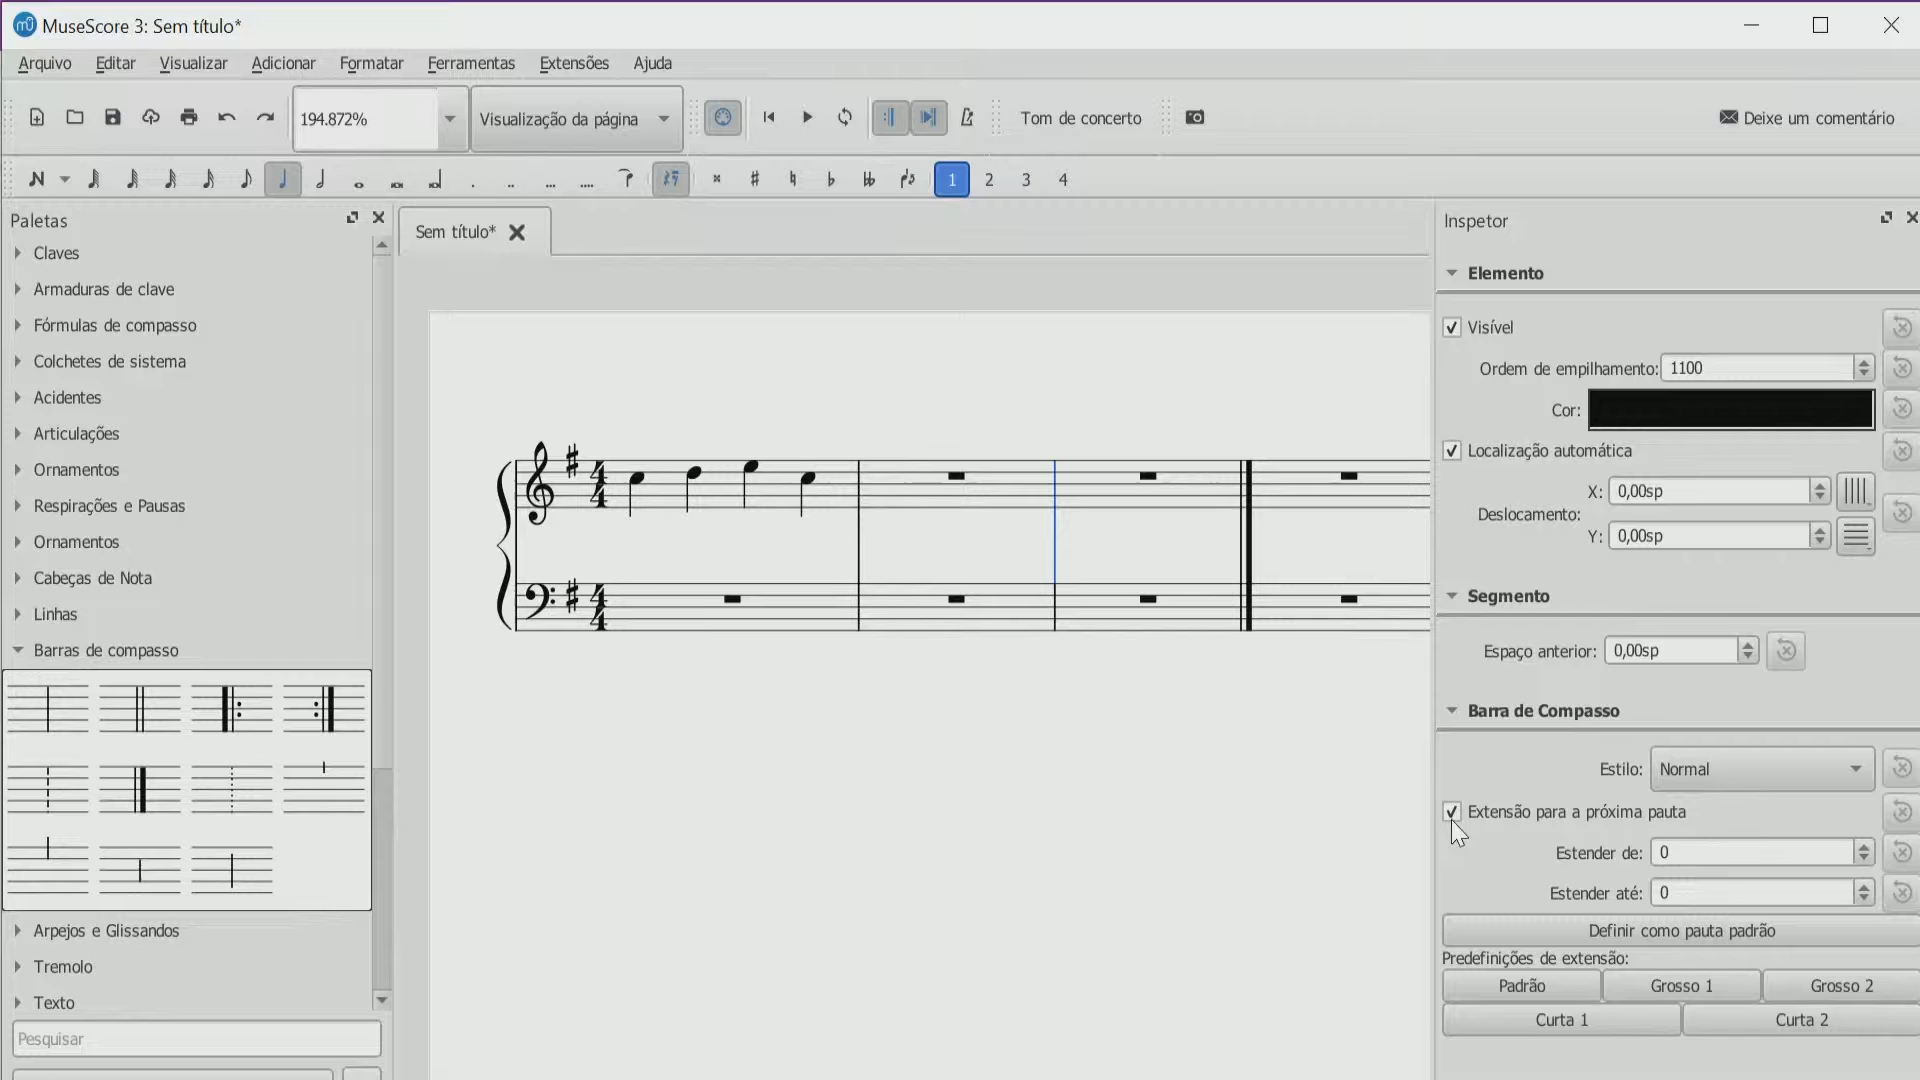 MuseScore 3: Sem título*
Arquivo Editar Visualizar Adicionar Formatar Ferramentas Extensões Ajuda
194.872% Visualização da página Tom de concerto Deixe um comentário
1 2 3 4
Paletas
Claves
Armaduras de clave
Fórmulas de compasso
Colchetes de sistema
Acidentes
Articulações
Ornamentos
Respirações e Pausas
Ornamentos
Cabeças de Nota
Linhas
Barras de compasso
Arpejos e Glissandos
Tremolo
Texto
Pesquisar
Sem título*
Inspetor
Elemento
Visível
Ordem de empilhamento: 1100
Cor:
Localização automática
X: 0,00sp
Deslocamento:
Y: 0,00sp
Segmento
Espaço anterior: 0,00sp
Barra de Compasso
Estilo: Normal
Extensão para a próxima pauta
Estender de: 0
Estender até: 0
Definir como pauta padrão
Predefinições de extensão:
Padrão Grosso 1 Grosso 2
Curta 1 Curta 2